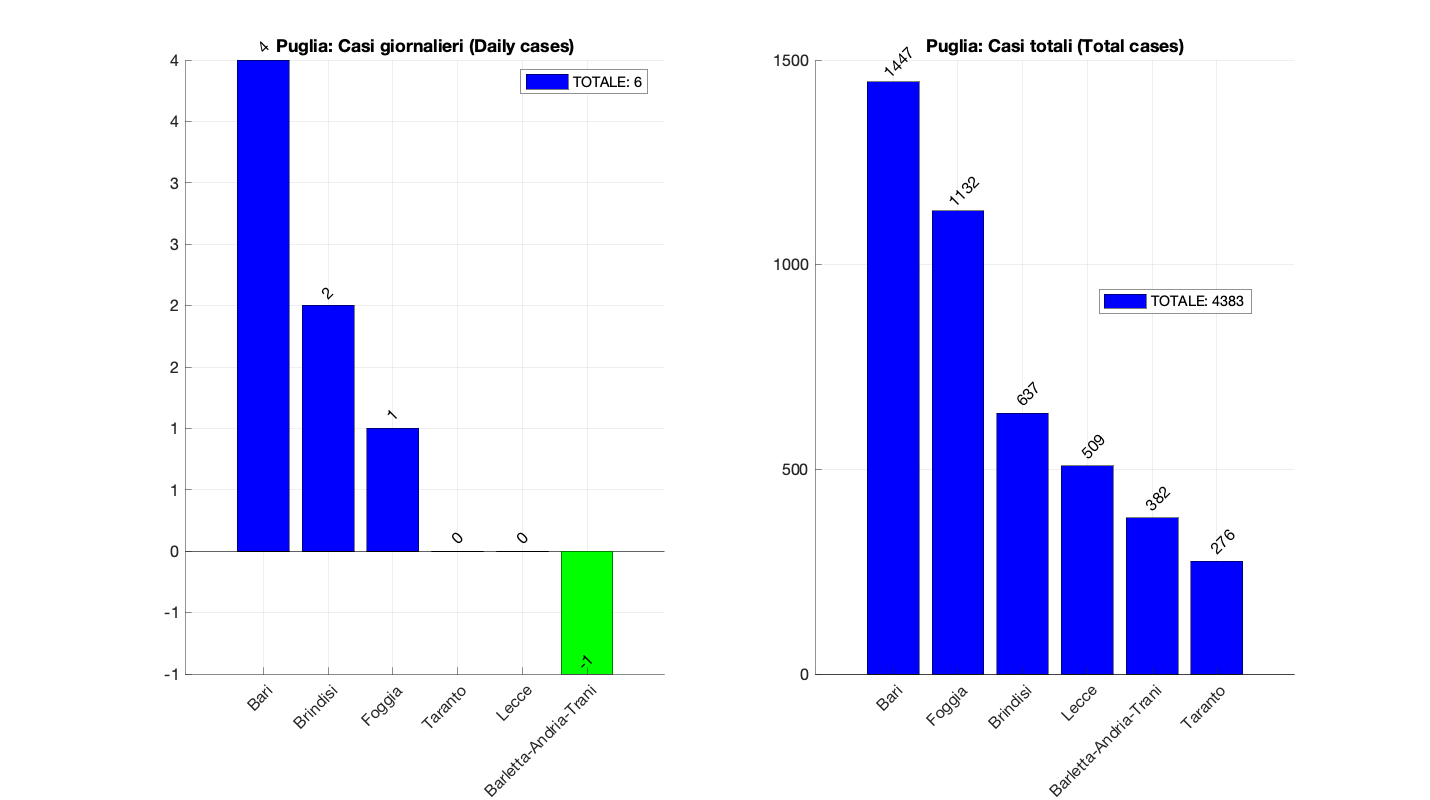 4 Puglia: Casi giornalieri (Daily cases)
TOTALE: 6
4
4
3
3
2
2
1
1
0
-1
-1
2
1
0
0
-1
Bari
Brindisi
Foggia
Taranto
Lecce
Barletta-Andria-Trani
Puglia: Casi totali (Total cases)
1500
1000
500
0
1447
1132
637
509
382
276
TOTALE: 4383
Bari
Foggia
Brindisi
Lecce
Barletta-Andria-Trani
Taranto